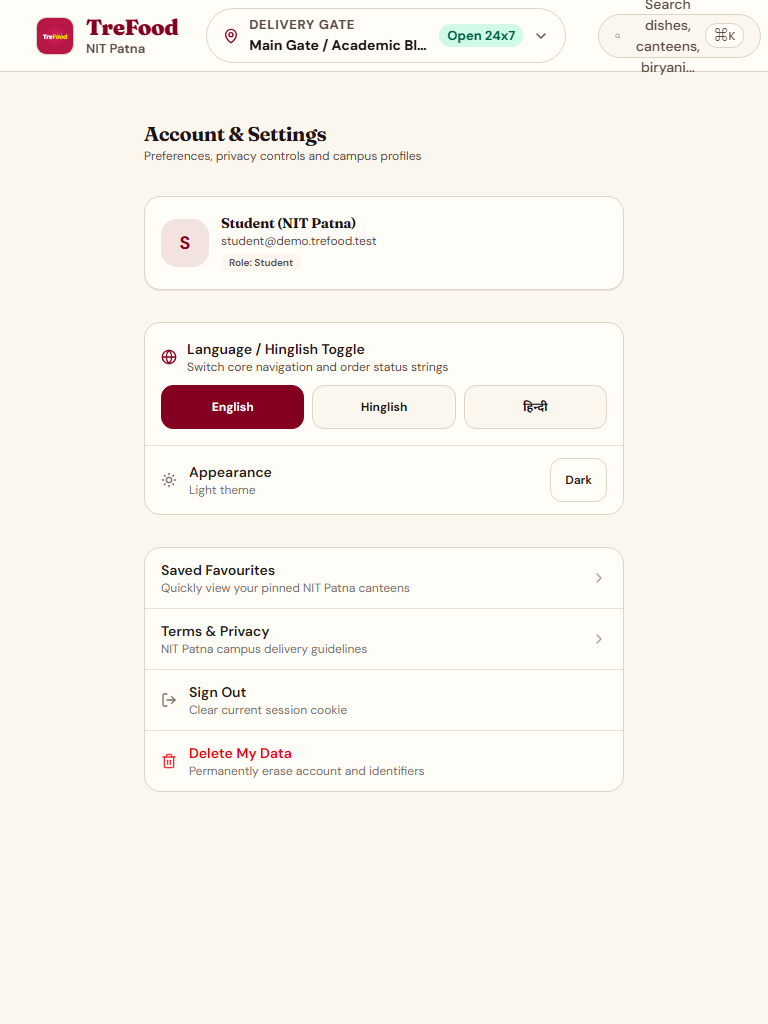 TreFood
TreFood
NIT Patna
DELIVERY GATE
Main Gate / Academic Bl...
Open 24x7
Search
dishes,
canteens,
biryani...
⌘K
Account & Settings
Preferences, privacy controls and campus profiles
S
Student (NIT Patna)
student@demo.trefood.test
Role: Student
Language / Hinglish Toggle
Switch core navigation and order status strings
English
Hinglish
हिन्दी
Appearance
Light theme
Dark
Saved Favourites
Quickly view your pinned NIT Patna canteens
Terms & Privacy
NIT Patna campus delivery guidelines
Sign Out
Clear current session cookie
Delete My Data
Permanently erase account and identifiers